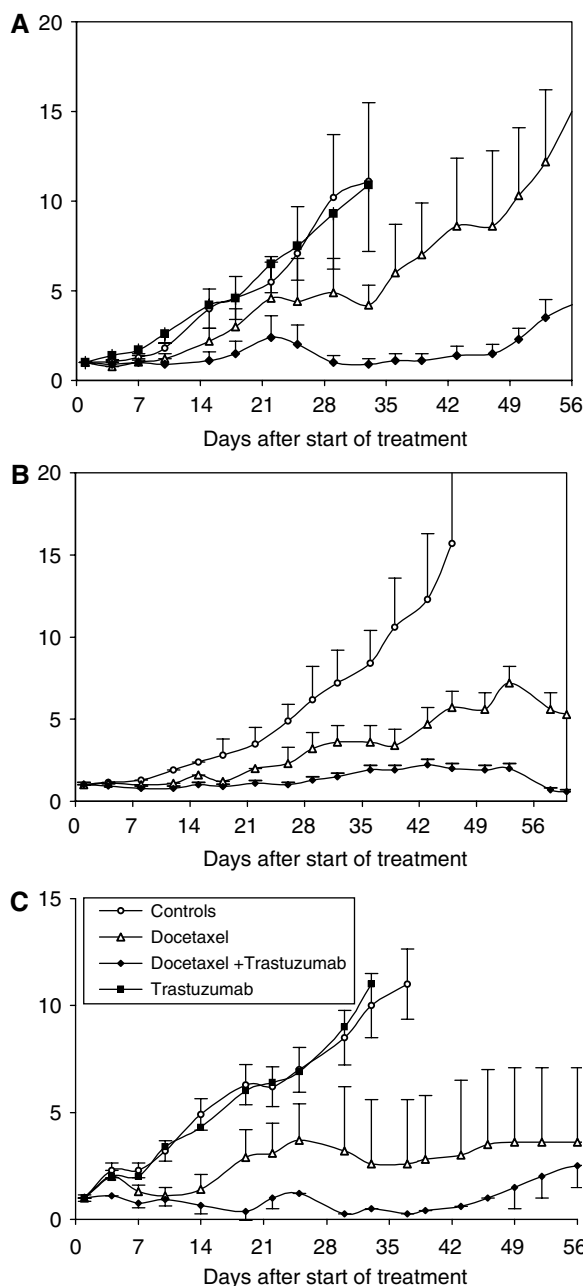 A
20
15
10
5
0
0 7 14 21 28 35 42 49 56
Days after start of treatment
B
20
15
10
5
0
0 7 14 21 28 35 42 49 56
Days after start of treatment
C
15
Controls
Docetaxel
Docetaxel +Trastuzumab
Trastuzumab
10
5
0
0 7 14 21 28 35 42 49 56
Days after start of treatment